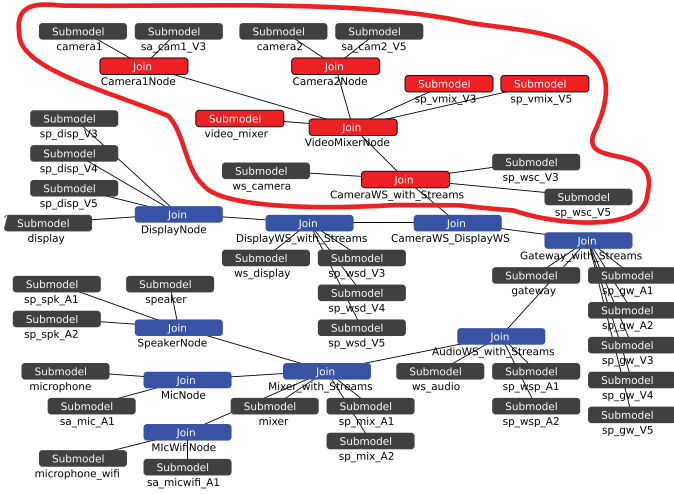 Submodel
camera1
Submodel
sa_cam1_V3
Submodel
camera2
Submodel
sa_cam2_V5
Join
Camera1Node
Join
Camera2Node
Submodel
sp_vmix_V3
Submodel
sp_vmix_V5
Submodel
video_mixer
Join
VideoMixerNode
Submodel
sp_disp_V3
Submodel
sp_disp_V4
Submodel
sp_disp_V5
Submodel
display
Join
DisplayNode
Submodel
ws_camera
Join
CameraWS_with_Streams
Submodel
sp_wsc_V3
Submodel
sp_wsc_V5
Join
DisplayWS_with_Streams
Join
CameraWS_DisplayWS
Join
Gateway_with_Streams
Submodel
ws_display
Submodel
sp_wsd_V3
Submodel
sp_wsd_V4
Submodel
sp_wsd_V5
Submodel
gateway
Submodel
sp_gw_A1
Submodel
sp_gw_A2
Submodel
sp_gw_V3
Submodel
sp_gw_V4
Submodel
sp_gw_V5
Submodel
sp_spk_A1
Submodel
speaker
Submodel
sp_spk_A2
Join
SpeakerNode
Join
AudioWS_with_Streams
Submodel
microphone
Join
MicNode
Join
Mixer_with_Streams
Submodel
ws_audio
Submodel
sp_wsp_A1
Submodel
sp_wsp_A2
Submodel
sa_mic_A1
Submodel
mixer
Submodel
sp_mix_A1
Submodel
sp_mix_A2
Join
MicWifiNode
Submodel
microphone_wifi
Submodel
sa_micwifi_A1